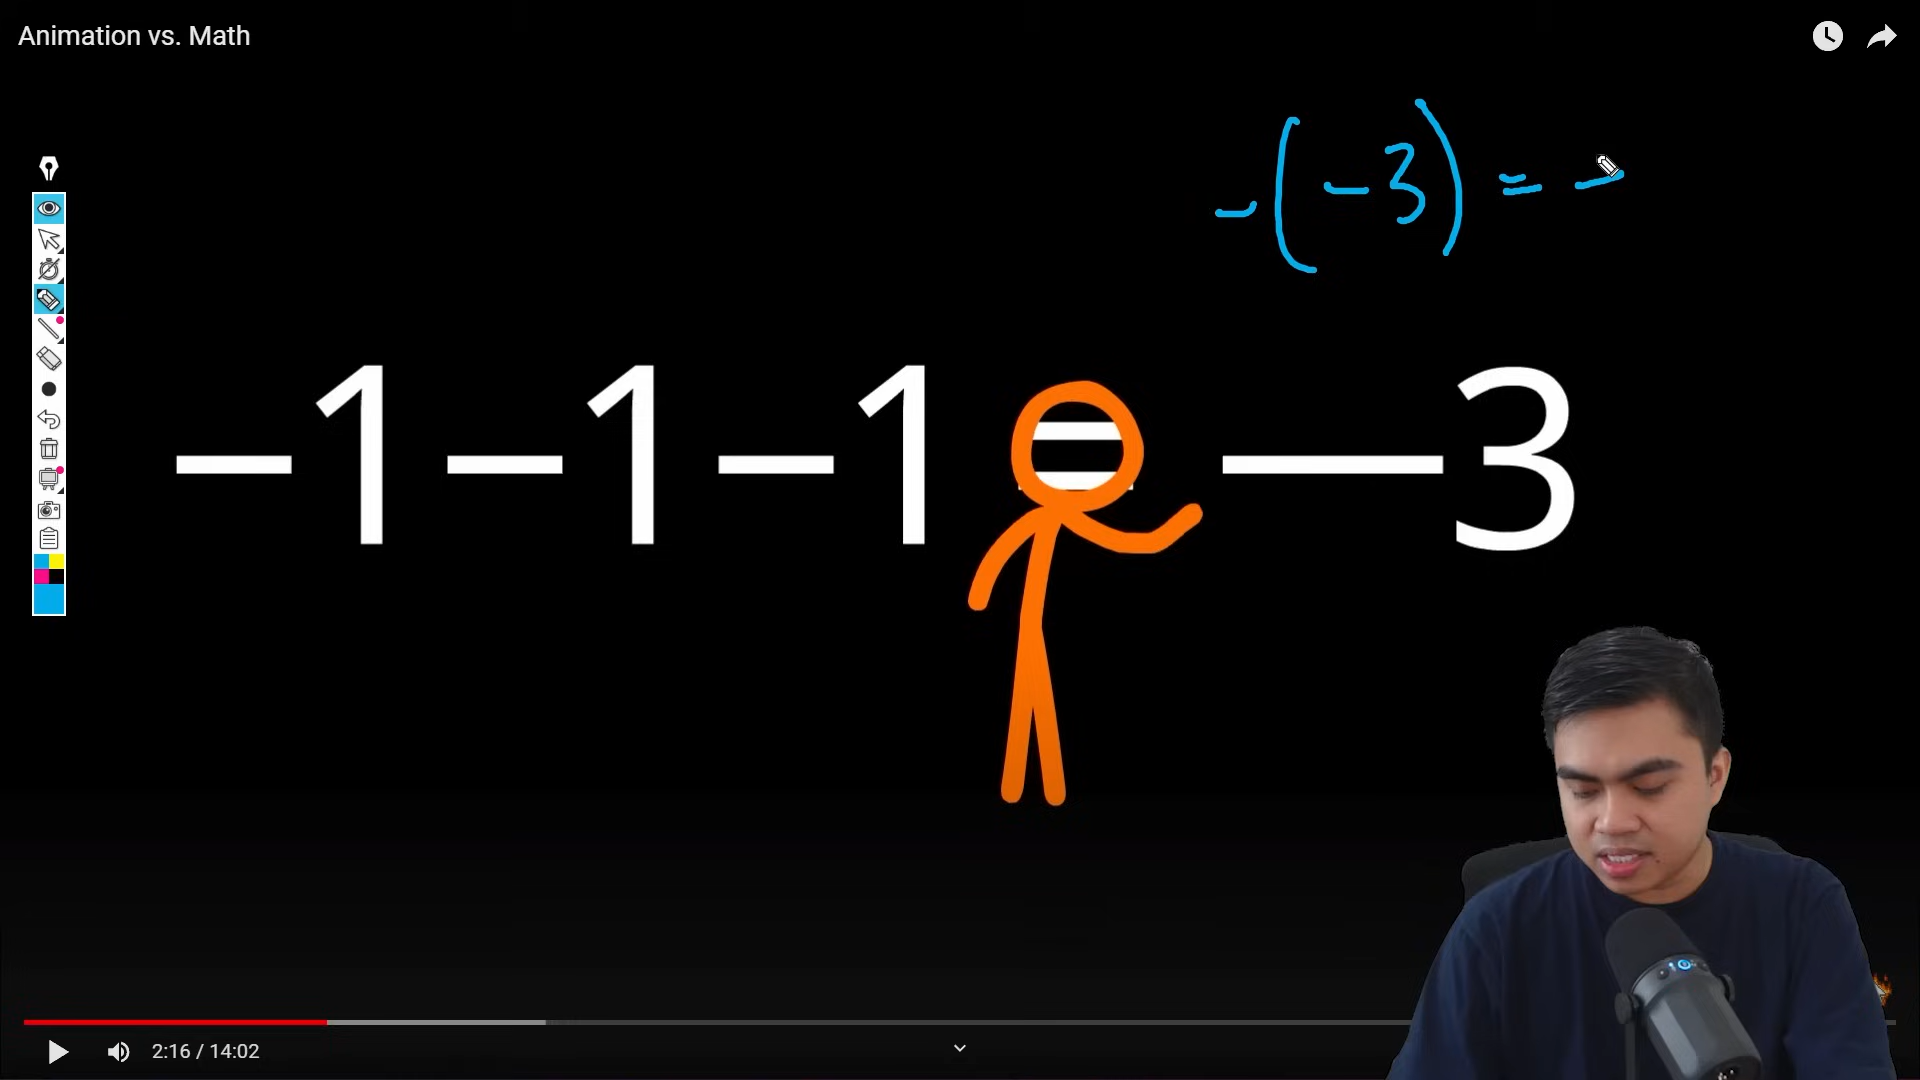 Animation vs. Math
-(-3) = -
−1−1−1 = —3
2:16 / 14:02